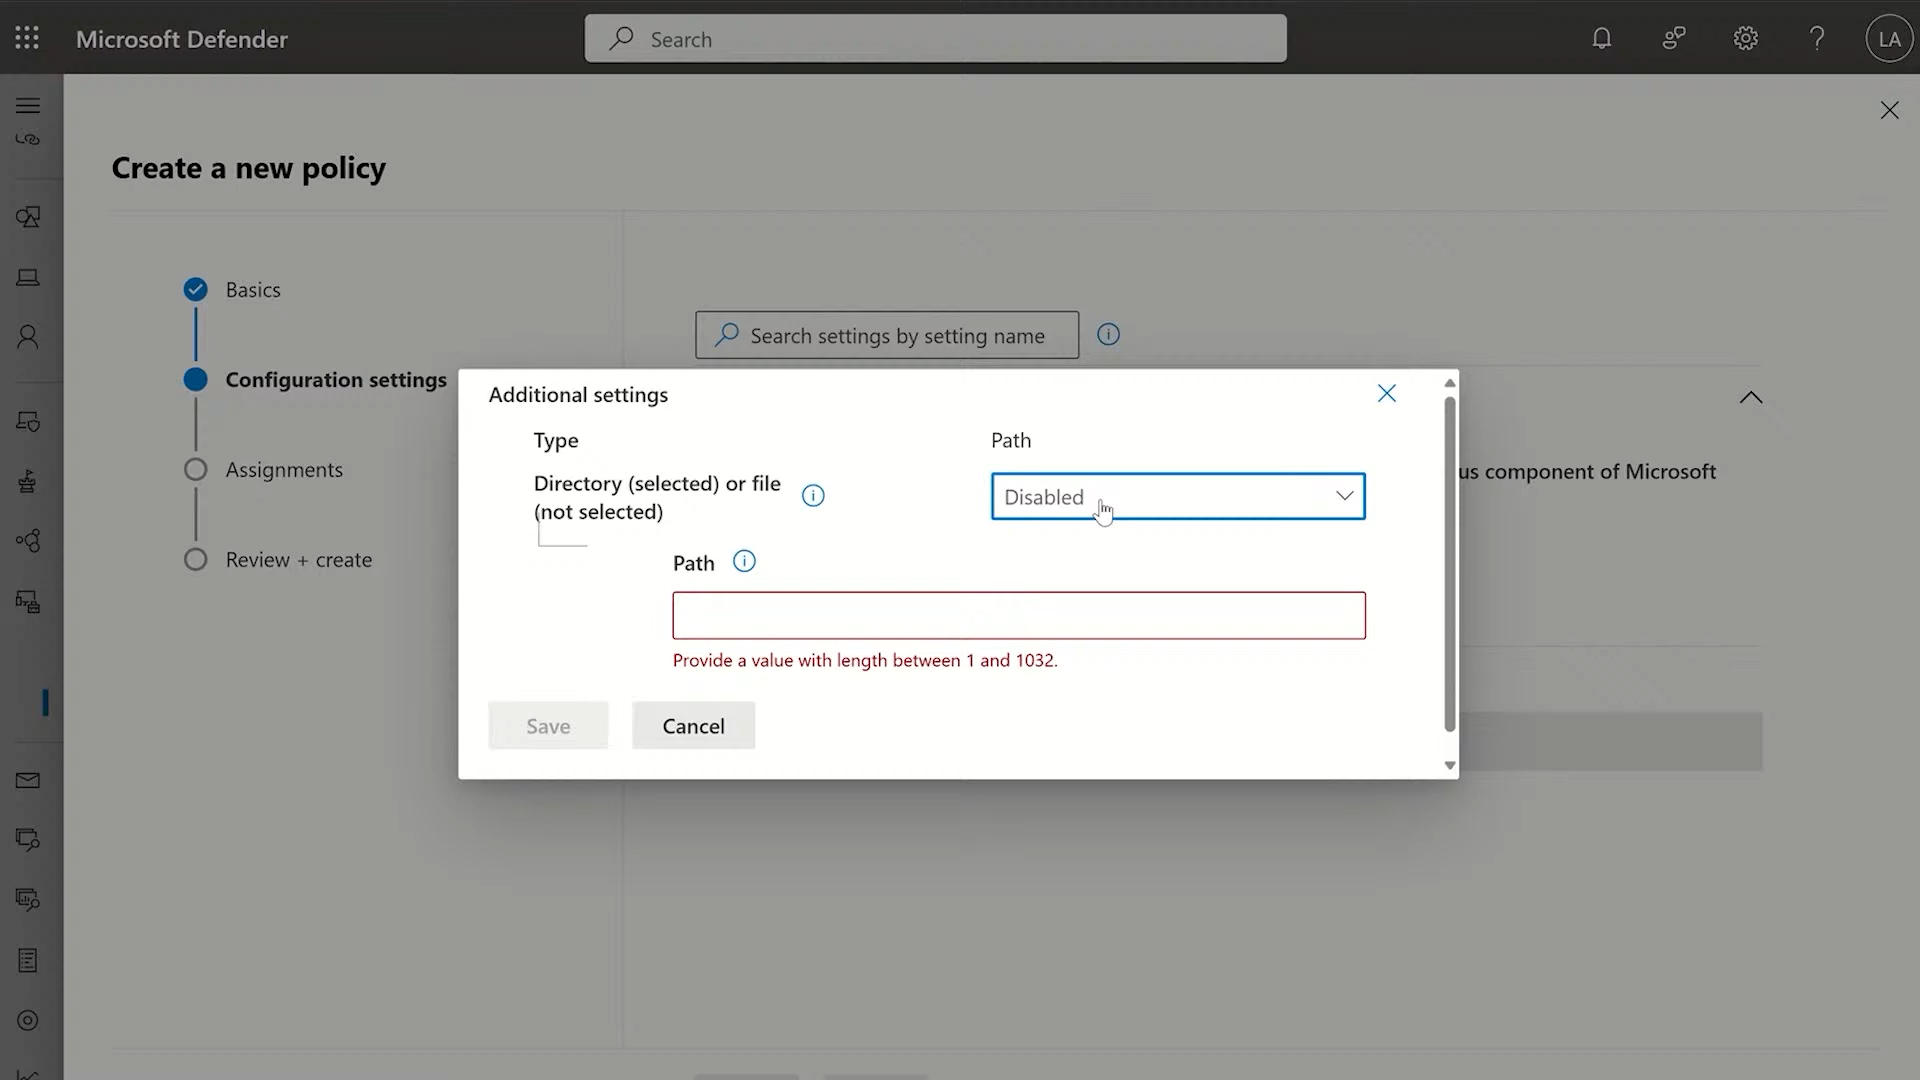 Microsoft Defender
Search
LA
Create a new policy
Basics
Configuration settings
Assignments
Review + create
Search settings by setting name
us component of Microsoft
Additional settings
Type
Path
Directory (selected) or file
(not selected)
Disabled
Path
Provide a value with length between 1 and 1032.
Save
Cancel